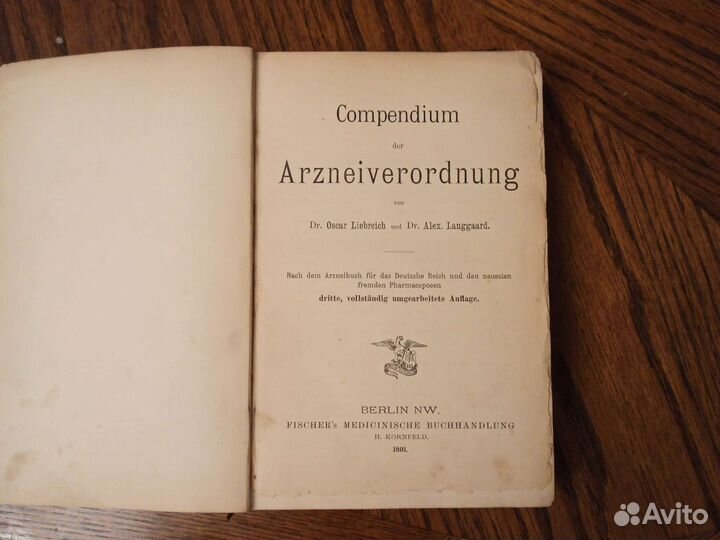 Compendium
der
Arzneiverordnung
von
Dr. Oscar Liebreich und Dr. Alex. Langgaard.
Nach dem Arzneibuch für das Deutsche Reich und den neuesten
fremden Pharmacopoeen
dritte, vollständig umgearbeitete Auflage.
BERLIN NW.
FISCHER's MEDICINISCHE BUCHHANDLUNG
H. KORNFELD.
1891.
Avito